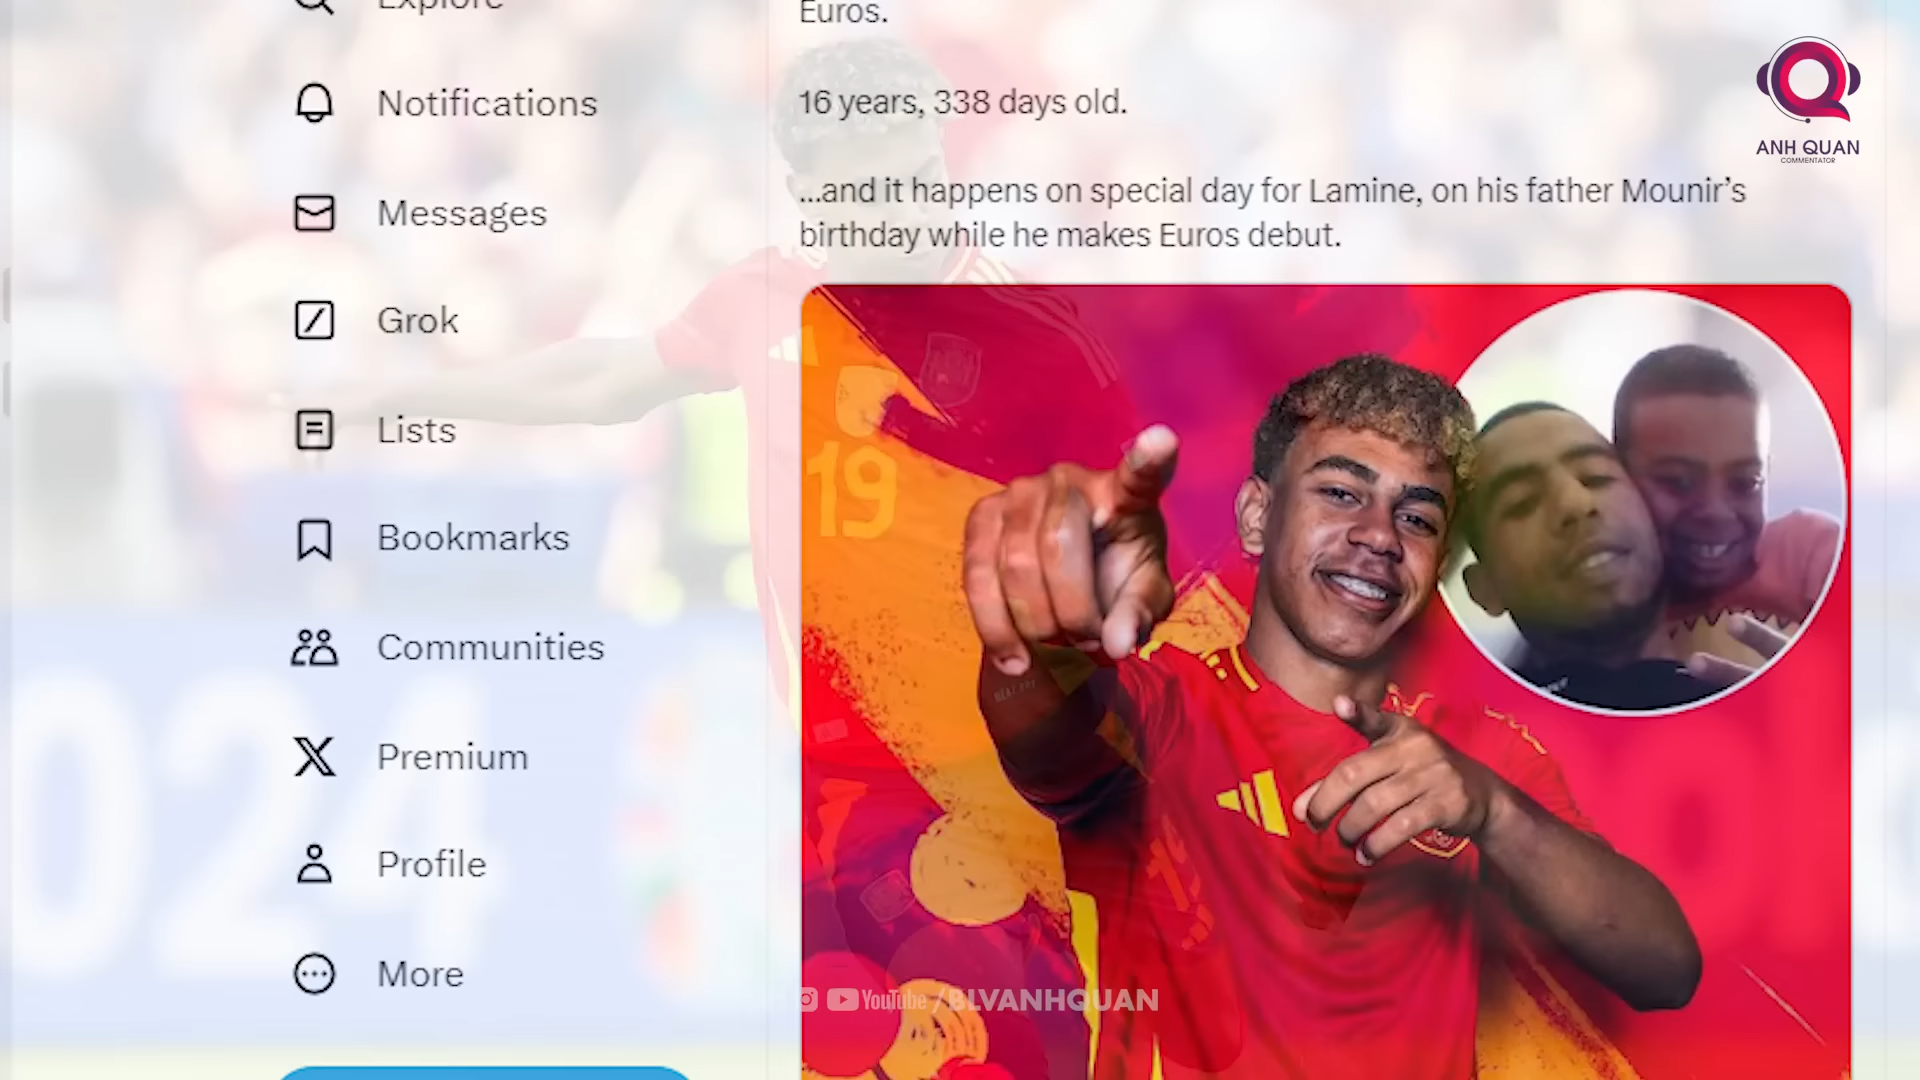 Explore
Notifications
Messages
Grok
Lists
Bookmarks
Communities
Premium
Profile
More
Euros.
16 years, 338 days old.
...and it happens on special day for Lamine, on his father Mounir’s
birthday while he makes Euros debut.
19
ANH QUAN
COMMENTATOR
YouTube /BLVANHQUAN
024